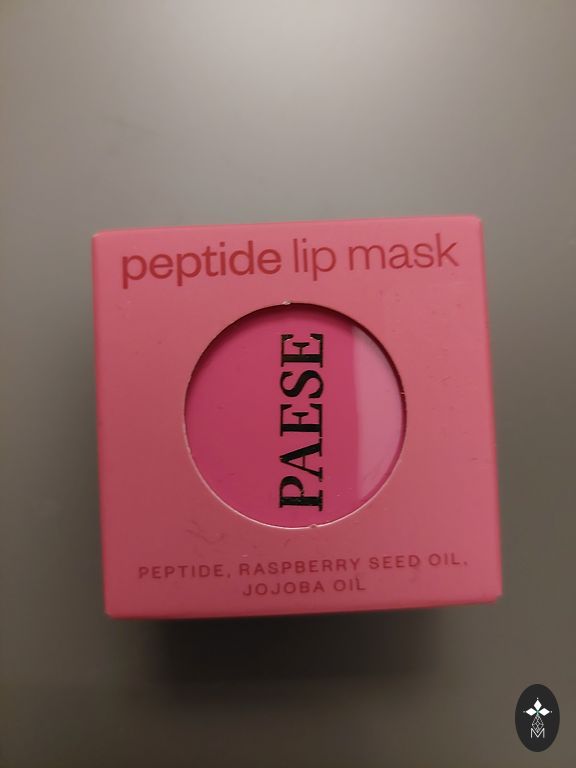 peptide lip mask
PAESE
PEPTIDE, RASPBERRY SEED OIL,
JOJOBA OIL
M